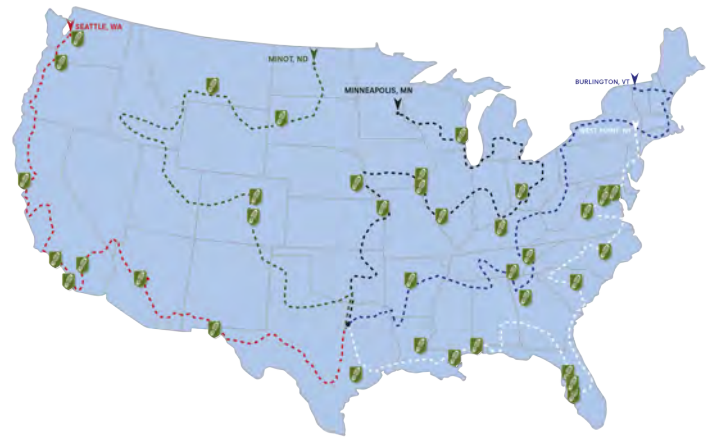 SEATTLE, WA
MINOT, ND
MINNEAPOLIS, MN
BURLINGTON, VT
WEST POINT, NY